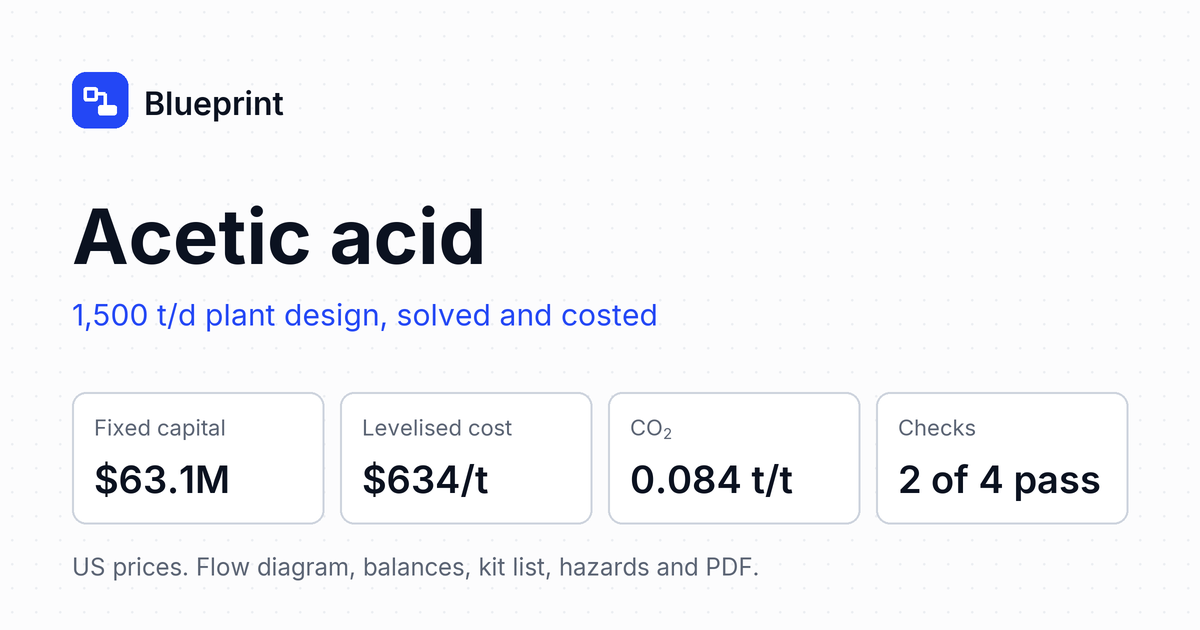 Blueprint
Acetic acid
1,500 t/d plant design, solved and costed
Fixed capital
$63.1M
Levelised cost
$634/t
CO₂
0.084 t/t
Checks
2 of 4 pass
US prices. Flow diagram, balances, kit list, hazards and PDF.